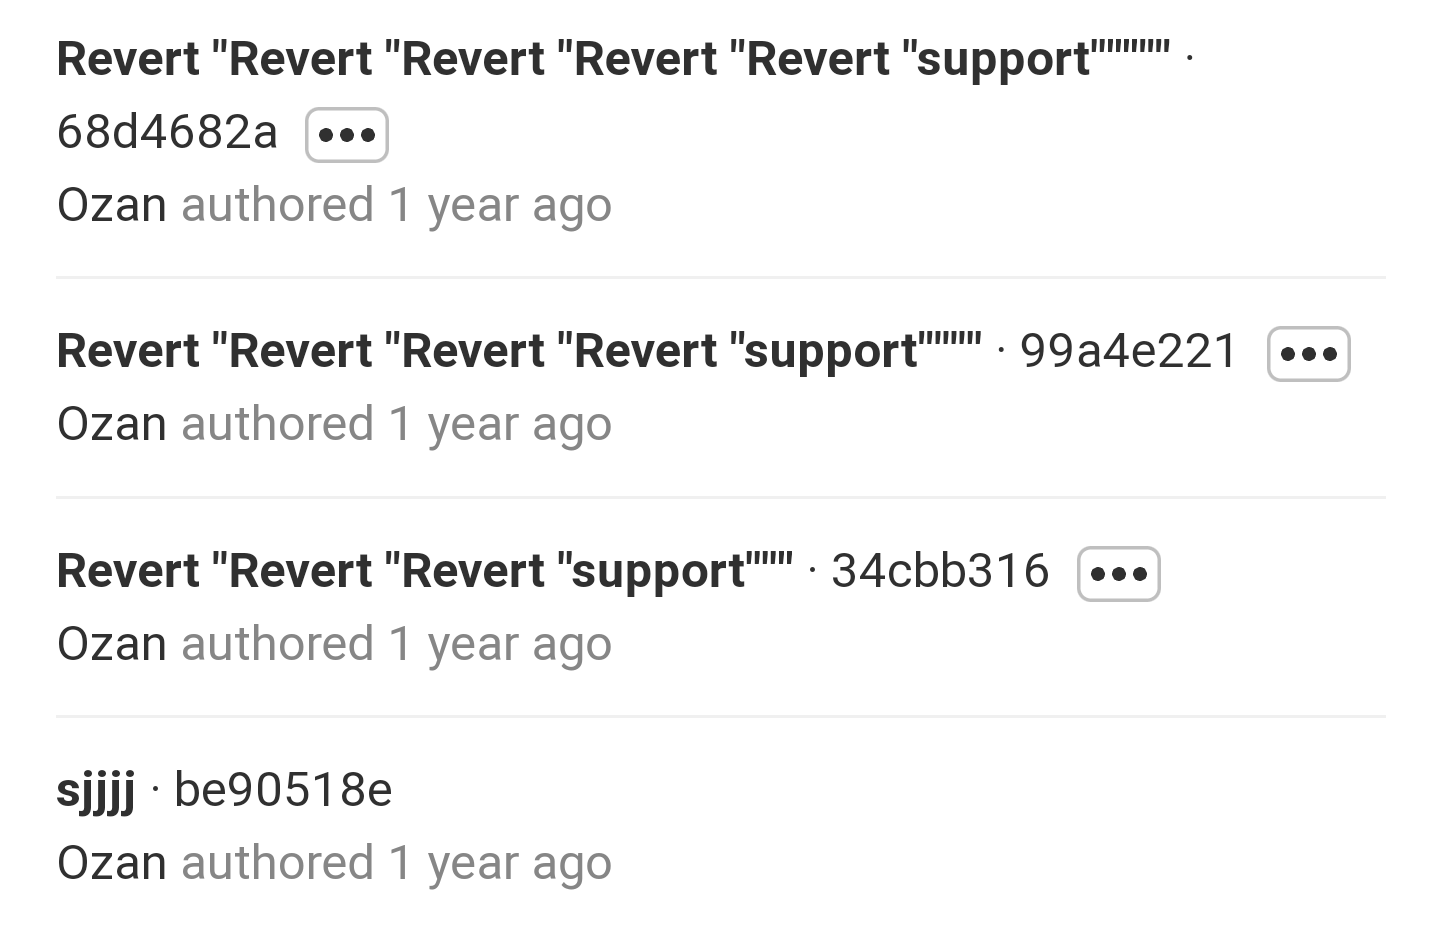 Revert "Revert "Revert "Revert "Revert "support"""""" ·
68d4682a •••
Ozan authored 1 year ago
Revert "Revert "Revert "Revert "support""""" · 99a4e221 •••
Ozan authored 1 year ago
Revert "Revert "Revert "support"""" · 34cbb316 •••
Ozan authored 1 year ago
sjjjj · be90518e
Ozan authored 1 year ago